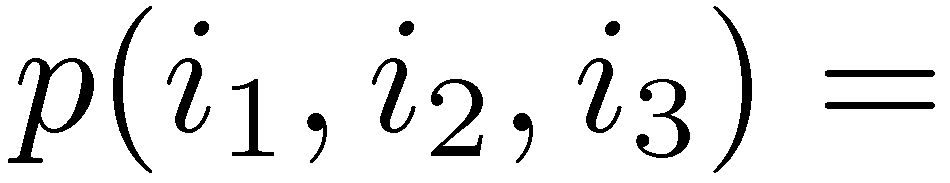 p(i₁, i₂, i₃) =